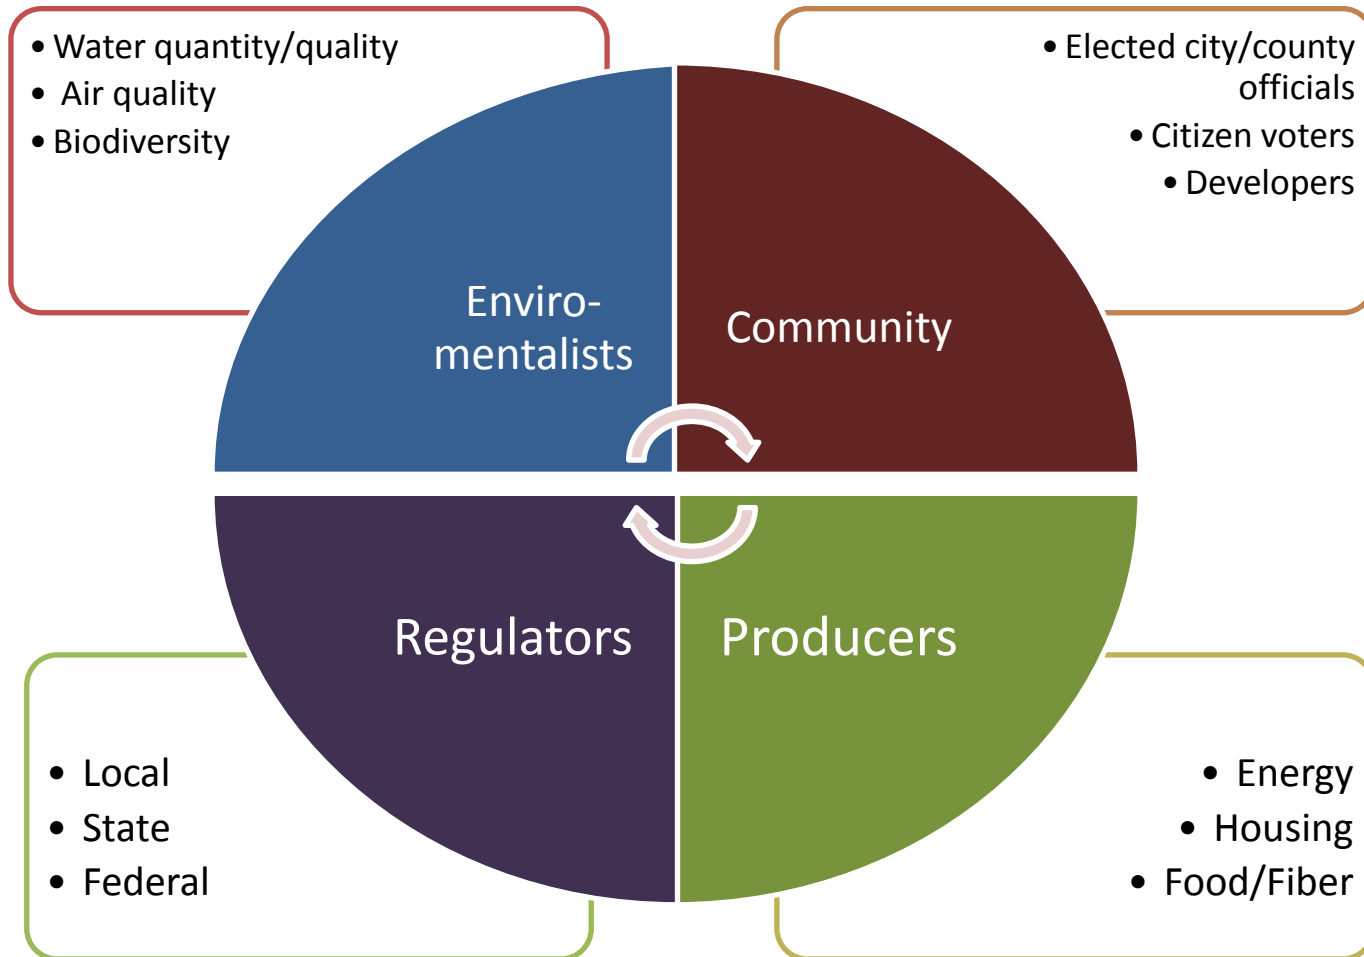 • Water quantity/quality
• Air quality
• Biodiversity
• Elected city/county
officials
• Citizen voters
• Developers
Enviro-
mentalists
Community
Regulators
Producers
• Local
• State
• Federal
• Energy
• Housing
• Food/Fiber